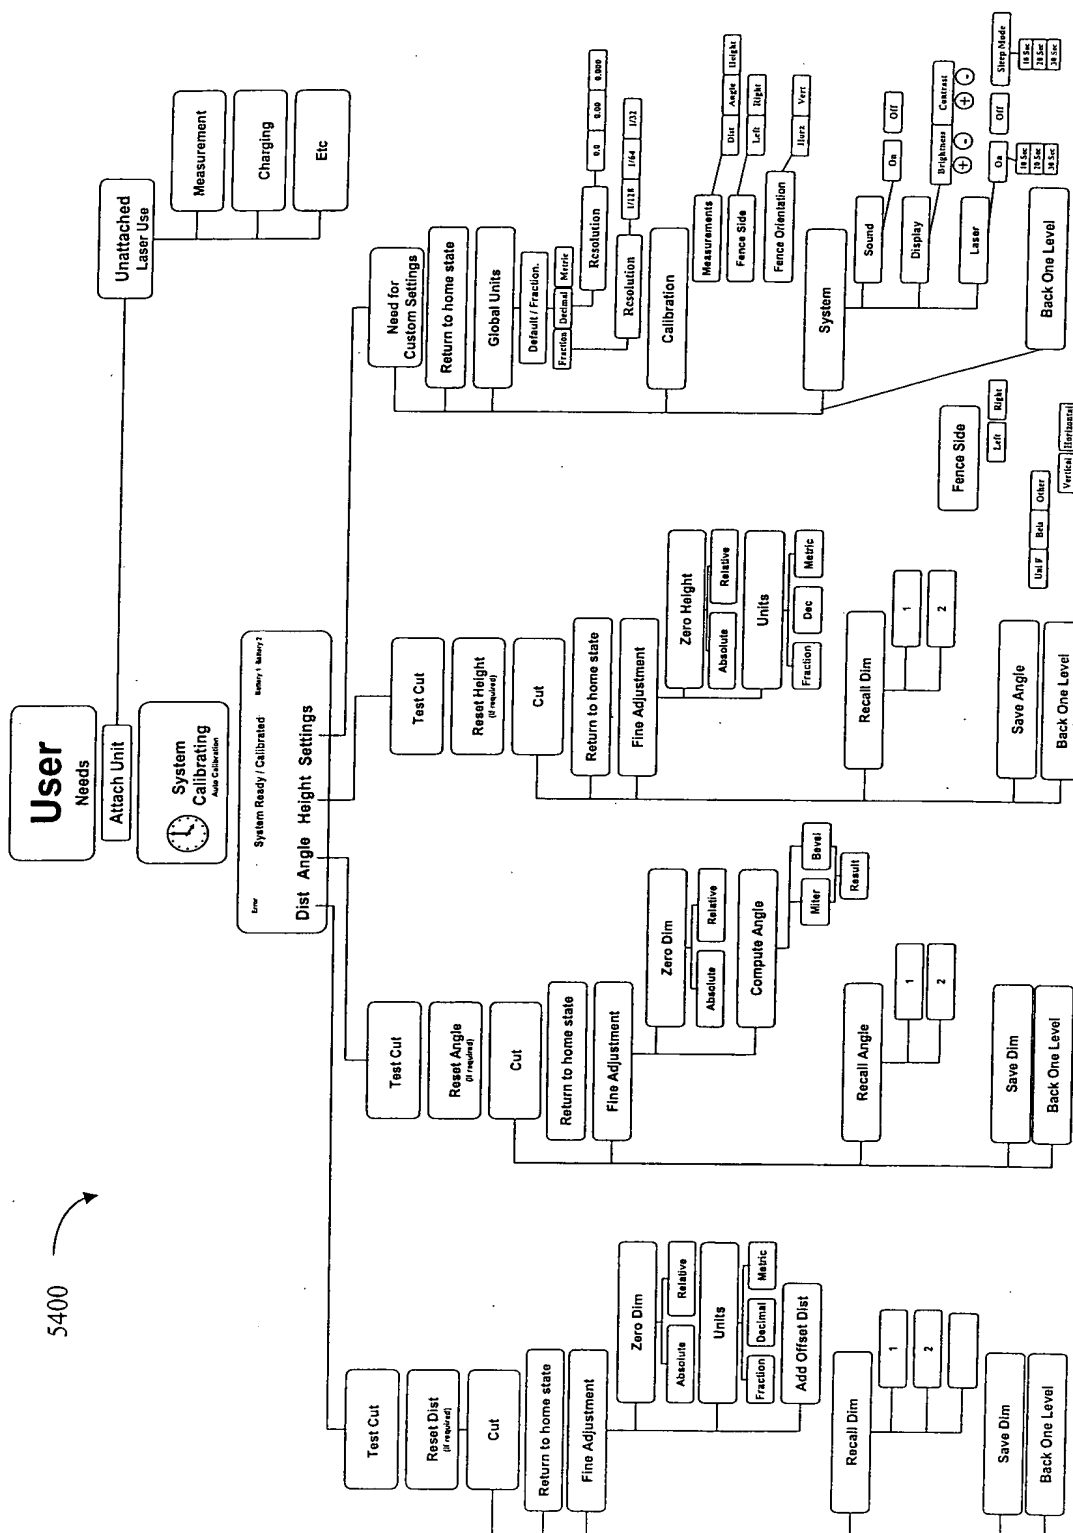 5400
User
Needs
Attach Unit
System
Calibrating
Auto Calibration
Error System Ready / Calibrated Battery 1 Battery 2
Dist Angle Height Settings
Unattached
Laser Use
Measurement
Charging
Etc
Test Cut
Reset Dist
(if required)
Cut
Return to home state
Fine Adjustment
Zero Dim
Absolute Relative
Units
Fraction Decimal Metric
Add Offset Dist
Recall Dim
1
2
Save Dim
Back One Level
Test Cut
Reset Angle
(if required)
Cut
Return to home state
Fine Adjustment
Zero Dim
Absolute Relative
Compute Angle
Miter Bevel
Result
Recall Angle
1
2
Save Dim
Back One Level
Test Cut
Reset Height
(if required)
Cut
Return to home state
Fine Adjustment
Zero Height
Absolute Relative
Units
Fraction Dec Metric
Recall Dim
1
2
Save Angle
Back One Level
Need for
Custom Settings
Return to home state
Global Units
Default / Fraction.
Fraction Decimal Metric
Resolution
0.0 0.00 0.000
Resolution
1/128 1/64 1/32
Calibration
Measurements
Dist Angle Height
Fence Side
Left Right
Fence Orientation
Horz Vert
System
Sound
On Off
Display
Brightness Contrast
+ - + -
Laser
On Off Sleep Mode
10 Sec
20 Sec
30 Sec
10 Sec
20 Sec
30 Sec
Back One Level
Fence Side
Left Right
Uni F Beis Other
Vertical Horizontal